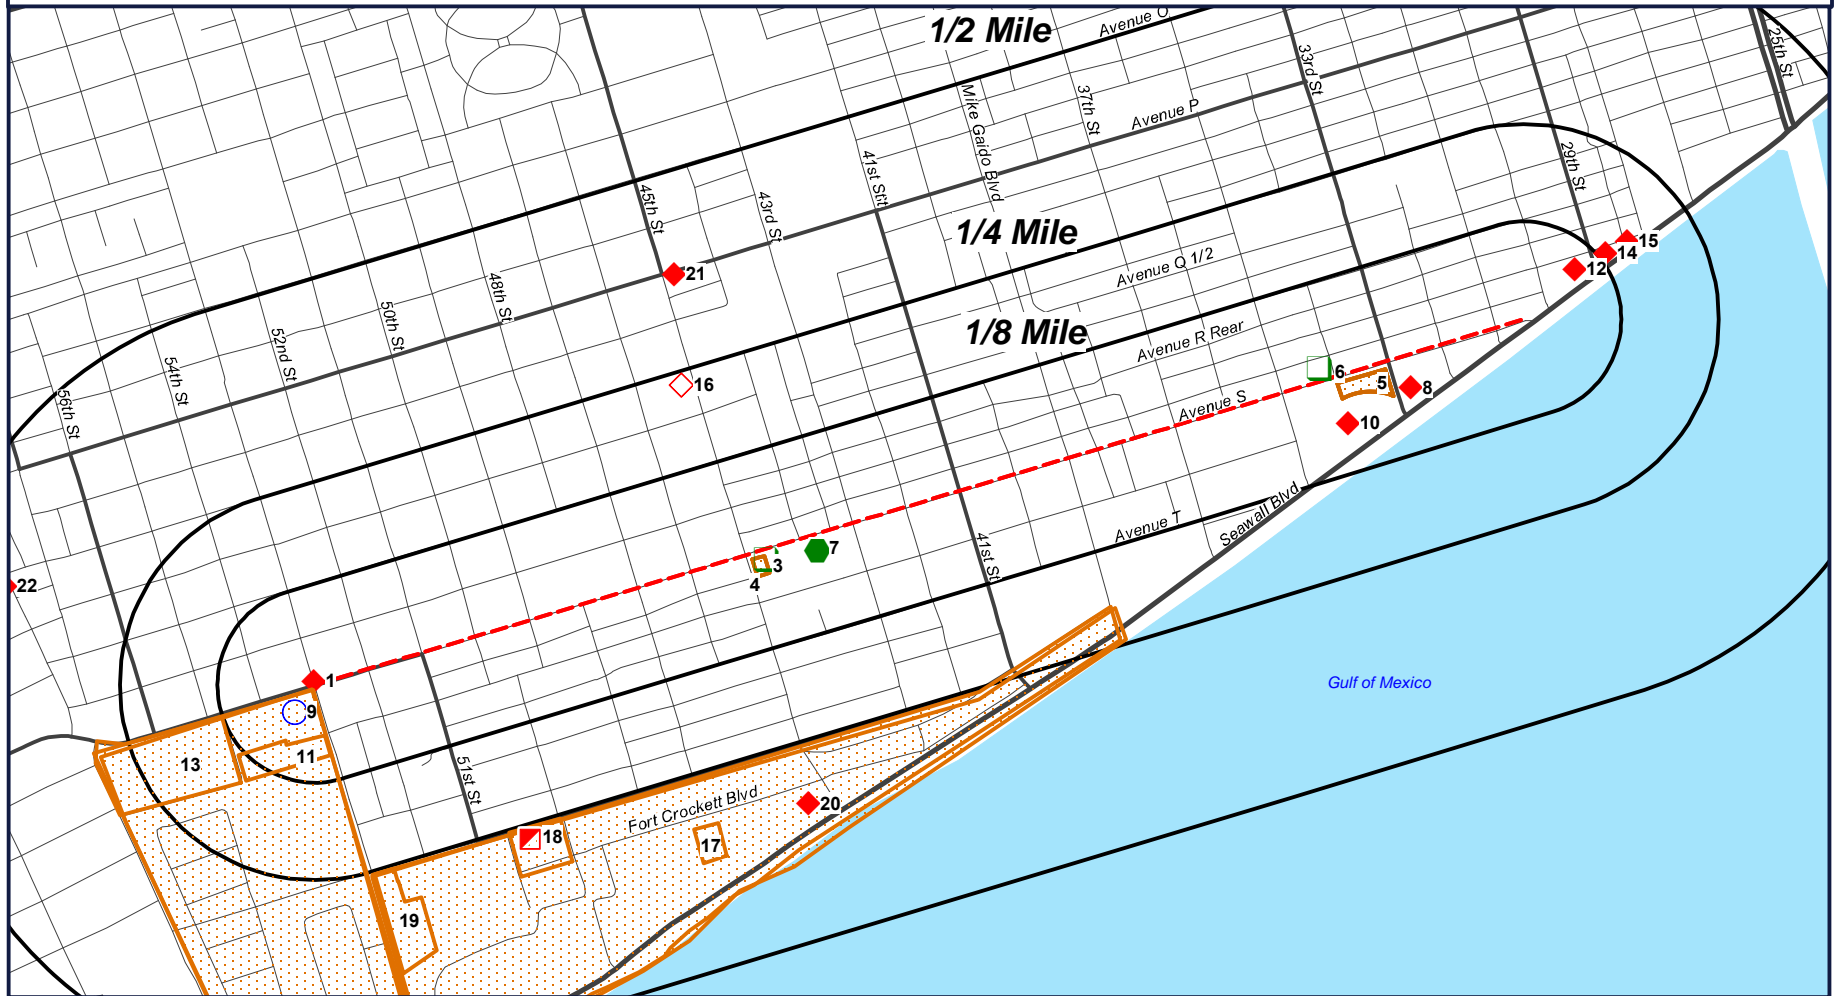 1/2 Mile
Avenue O
25th St
33rd St
Mike Gaido Blvd
37th St
Avenue P
29th St
41st St
45th St
43rd St
1/4 Mile
15
14
12
21
Avenue Q 1/2
48th St
50th St
52nd St
54th St
56th St
1/8 Mile
Avenue R Rear
16
6
5
8
Avenue S
10
Seawall Blvd
Avenue T
41st St
7
3
4
22
1
Gulf of Mexico
9
11
13
51st St
Fort Crockett Blvd
20
18
17
19